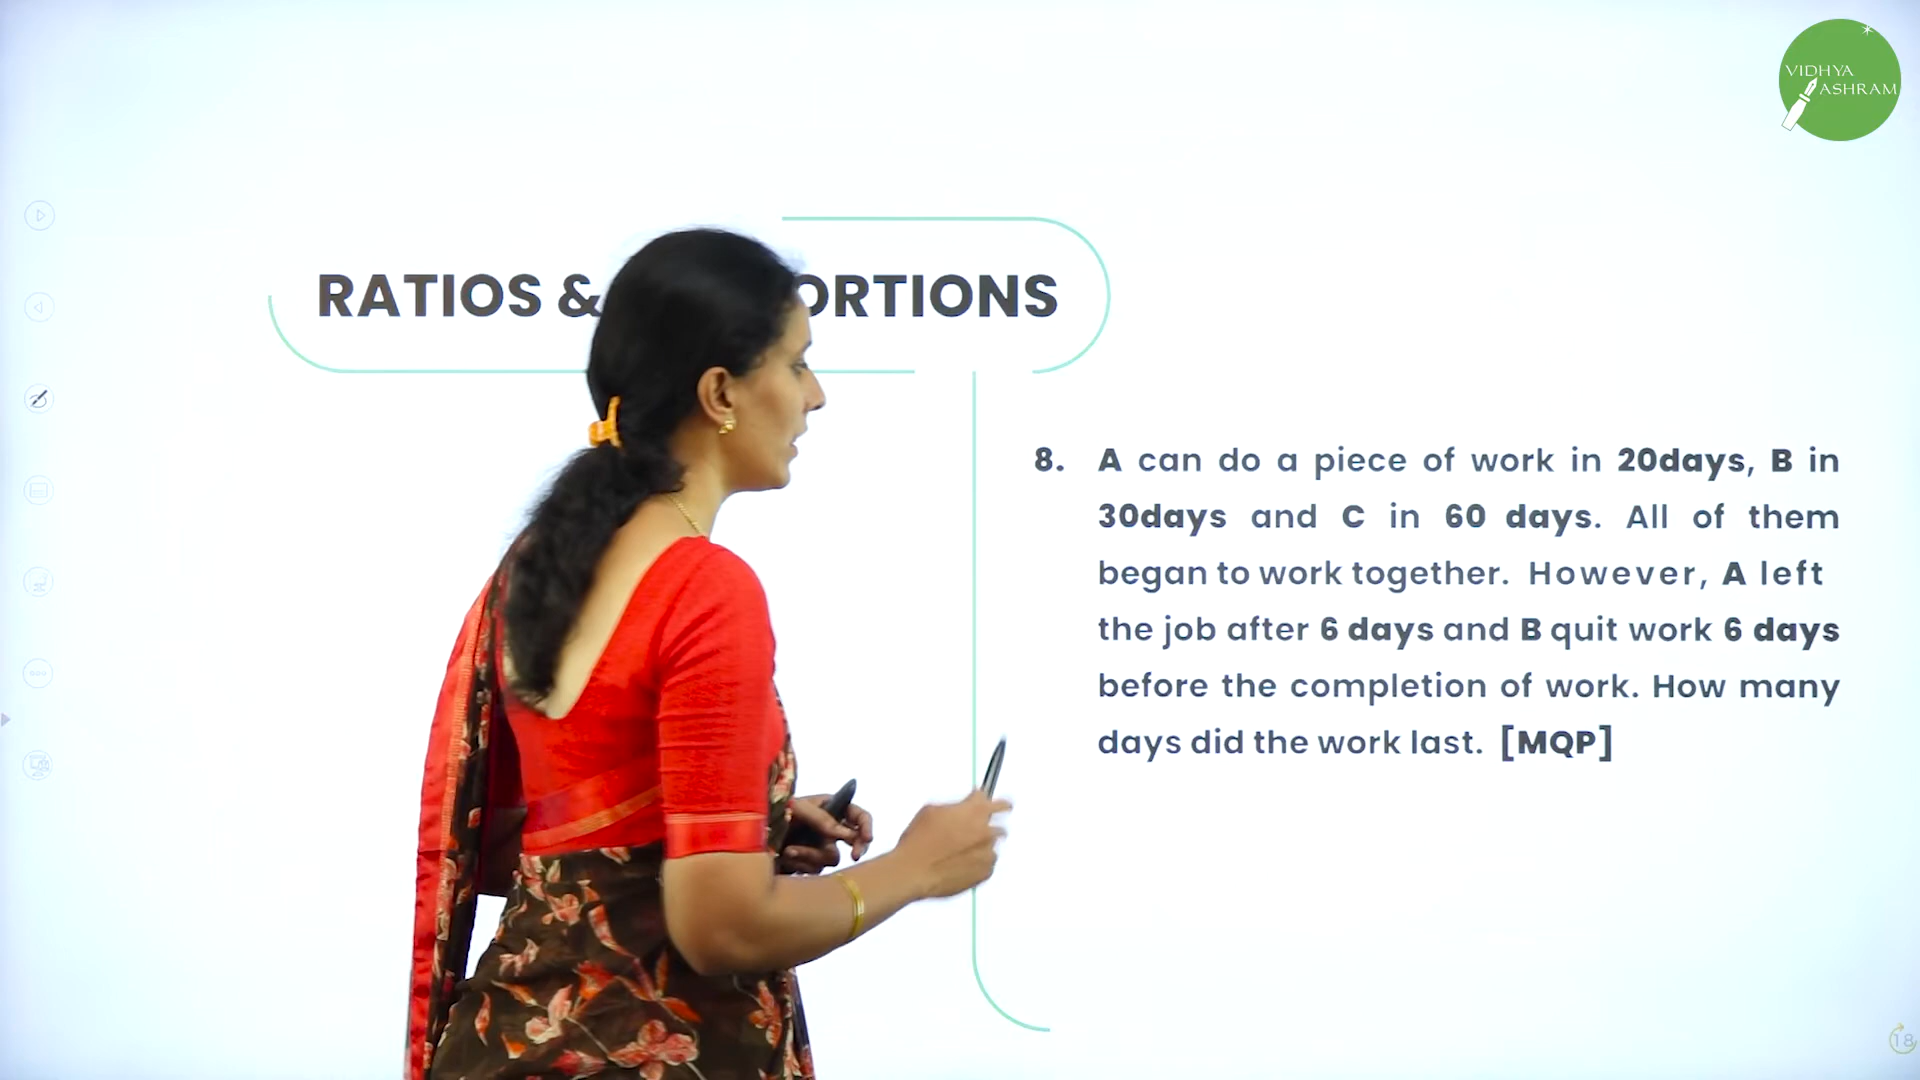 VIDHYA
ASHRAM
RATIOS & ORTIONS
8. A can do a piece of work in 20days, B in
30days and C in 60 days. All of them
began to work together. However, A left
the job after 6 days and B quit work 6 days
before the completion of work. How many
days did the work last. [MQP]
18